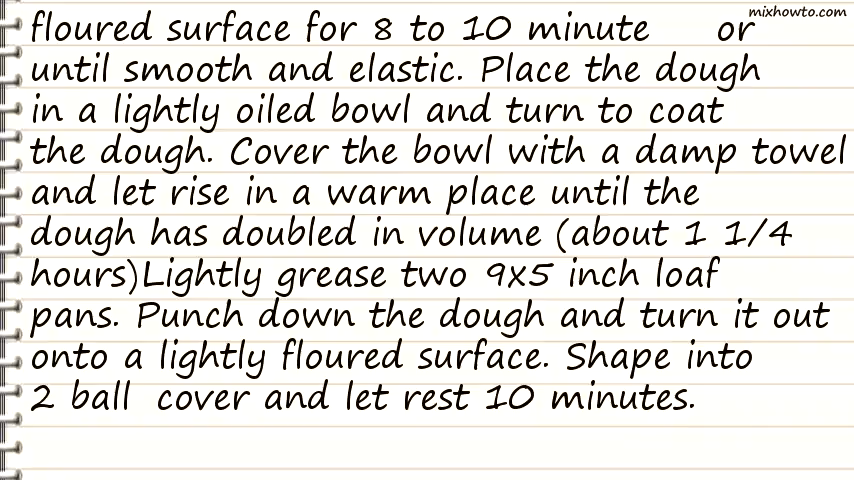 mixhowto.com
floured surface for 8 to 10 minute or
until smooth and elastic. Place the dough
in a lightly oiled bowl and turn to coat
the dough. Cover the bowl with a damp towel
and let rise in a warm place until the
dough has doubled in volume (about 1 1/4
hours)Lightly grease two 9x5 inch loaf
pans. Punch down the dough and turn it out
onto a lightly floured surface. Shape into
2 ball cover and let rest 10 minutes.